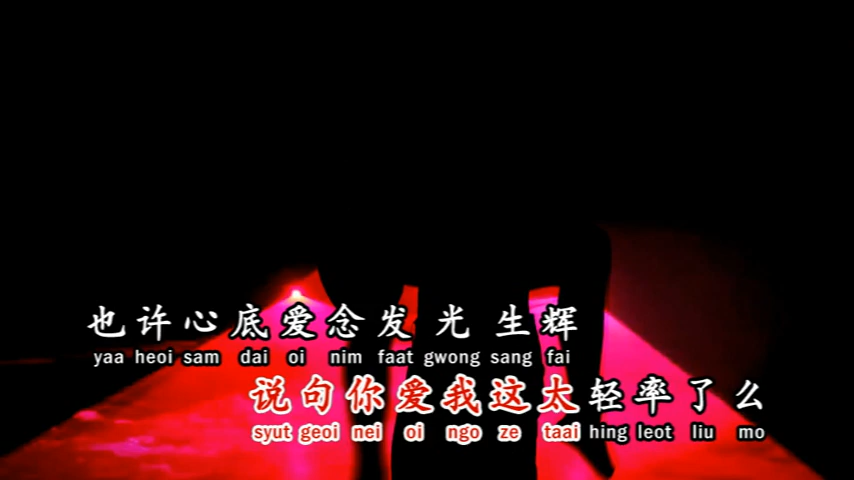 也许心底爱念发光生辉
yaa heoi sam dai oi nim faat gwong sang fai
说句你爱我这太轻率了么
syut geoi nei oi ngo ze taai hing leot liu mo